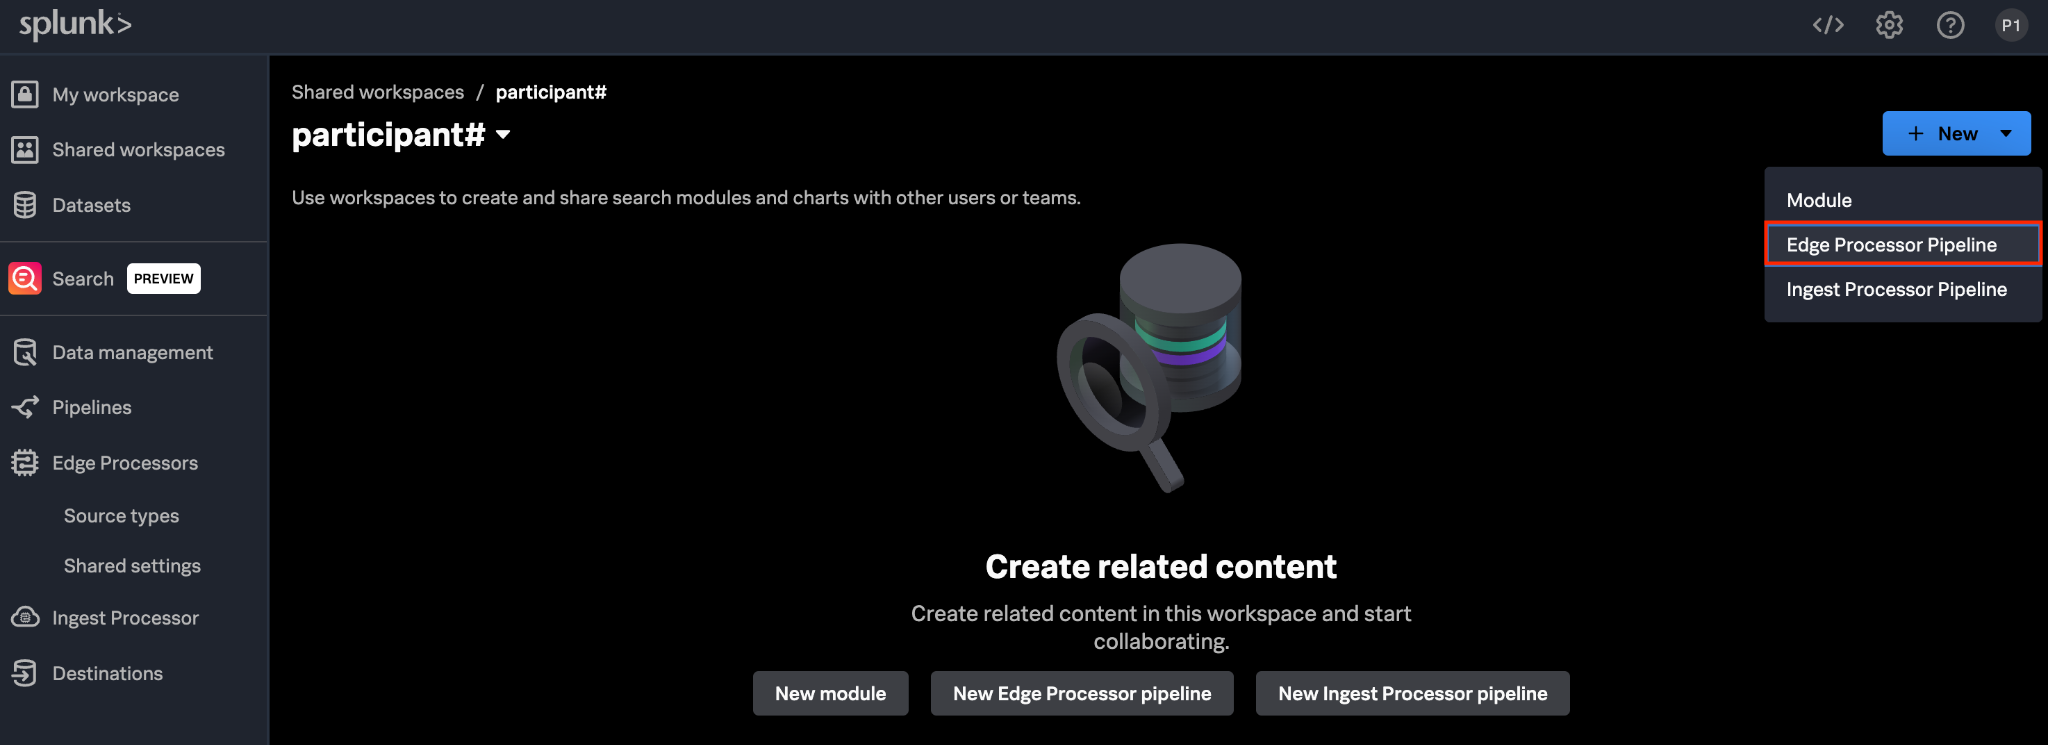 splunk>
P1
My workspace
Shared workspaces
Datasets
Search PREVIEW
Data management
Pipelines
Edge Processors
Source types
Shared settings
Ingest Processor
Destinations
Shared workspaces / participant#
participant#
+ New
Use workspaces to create and share search modules and charts with other users or teams.
Module
Edge Processor Pipeline
Ingest Processor Pipeline
Create related content
Create related content in this workspace and start
collaborating.
New module
New Edge Processor pipeline
New Ingest Processor pipeline